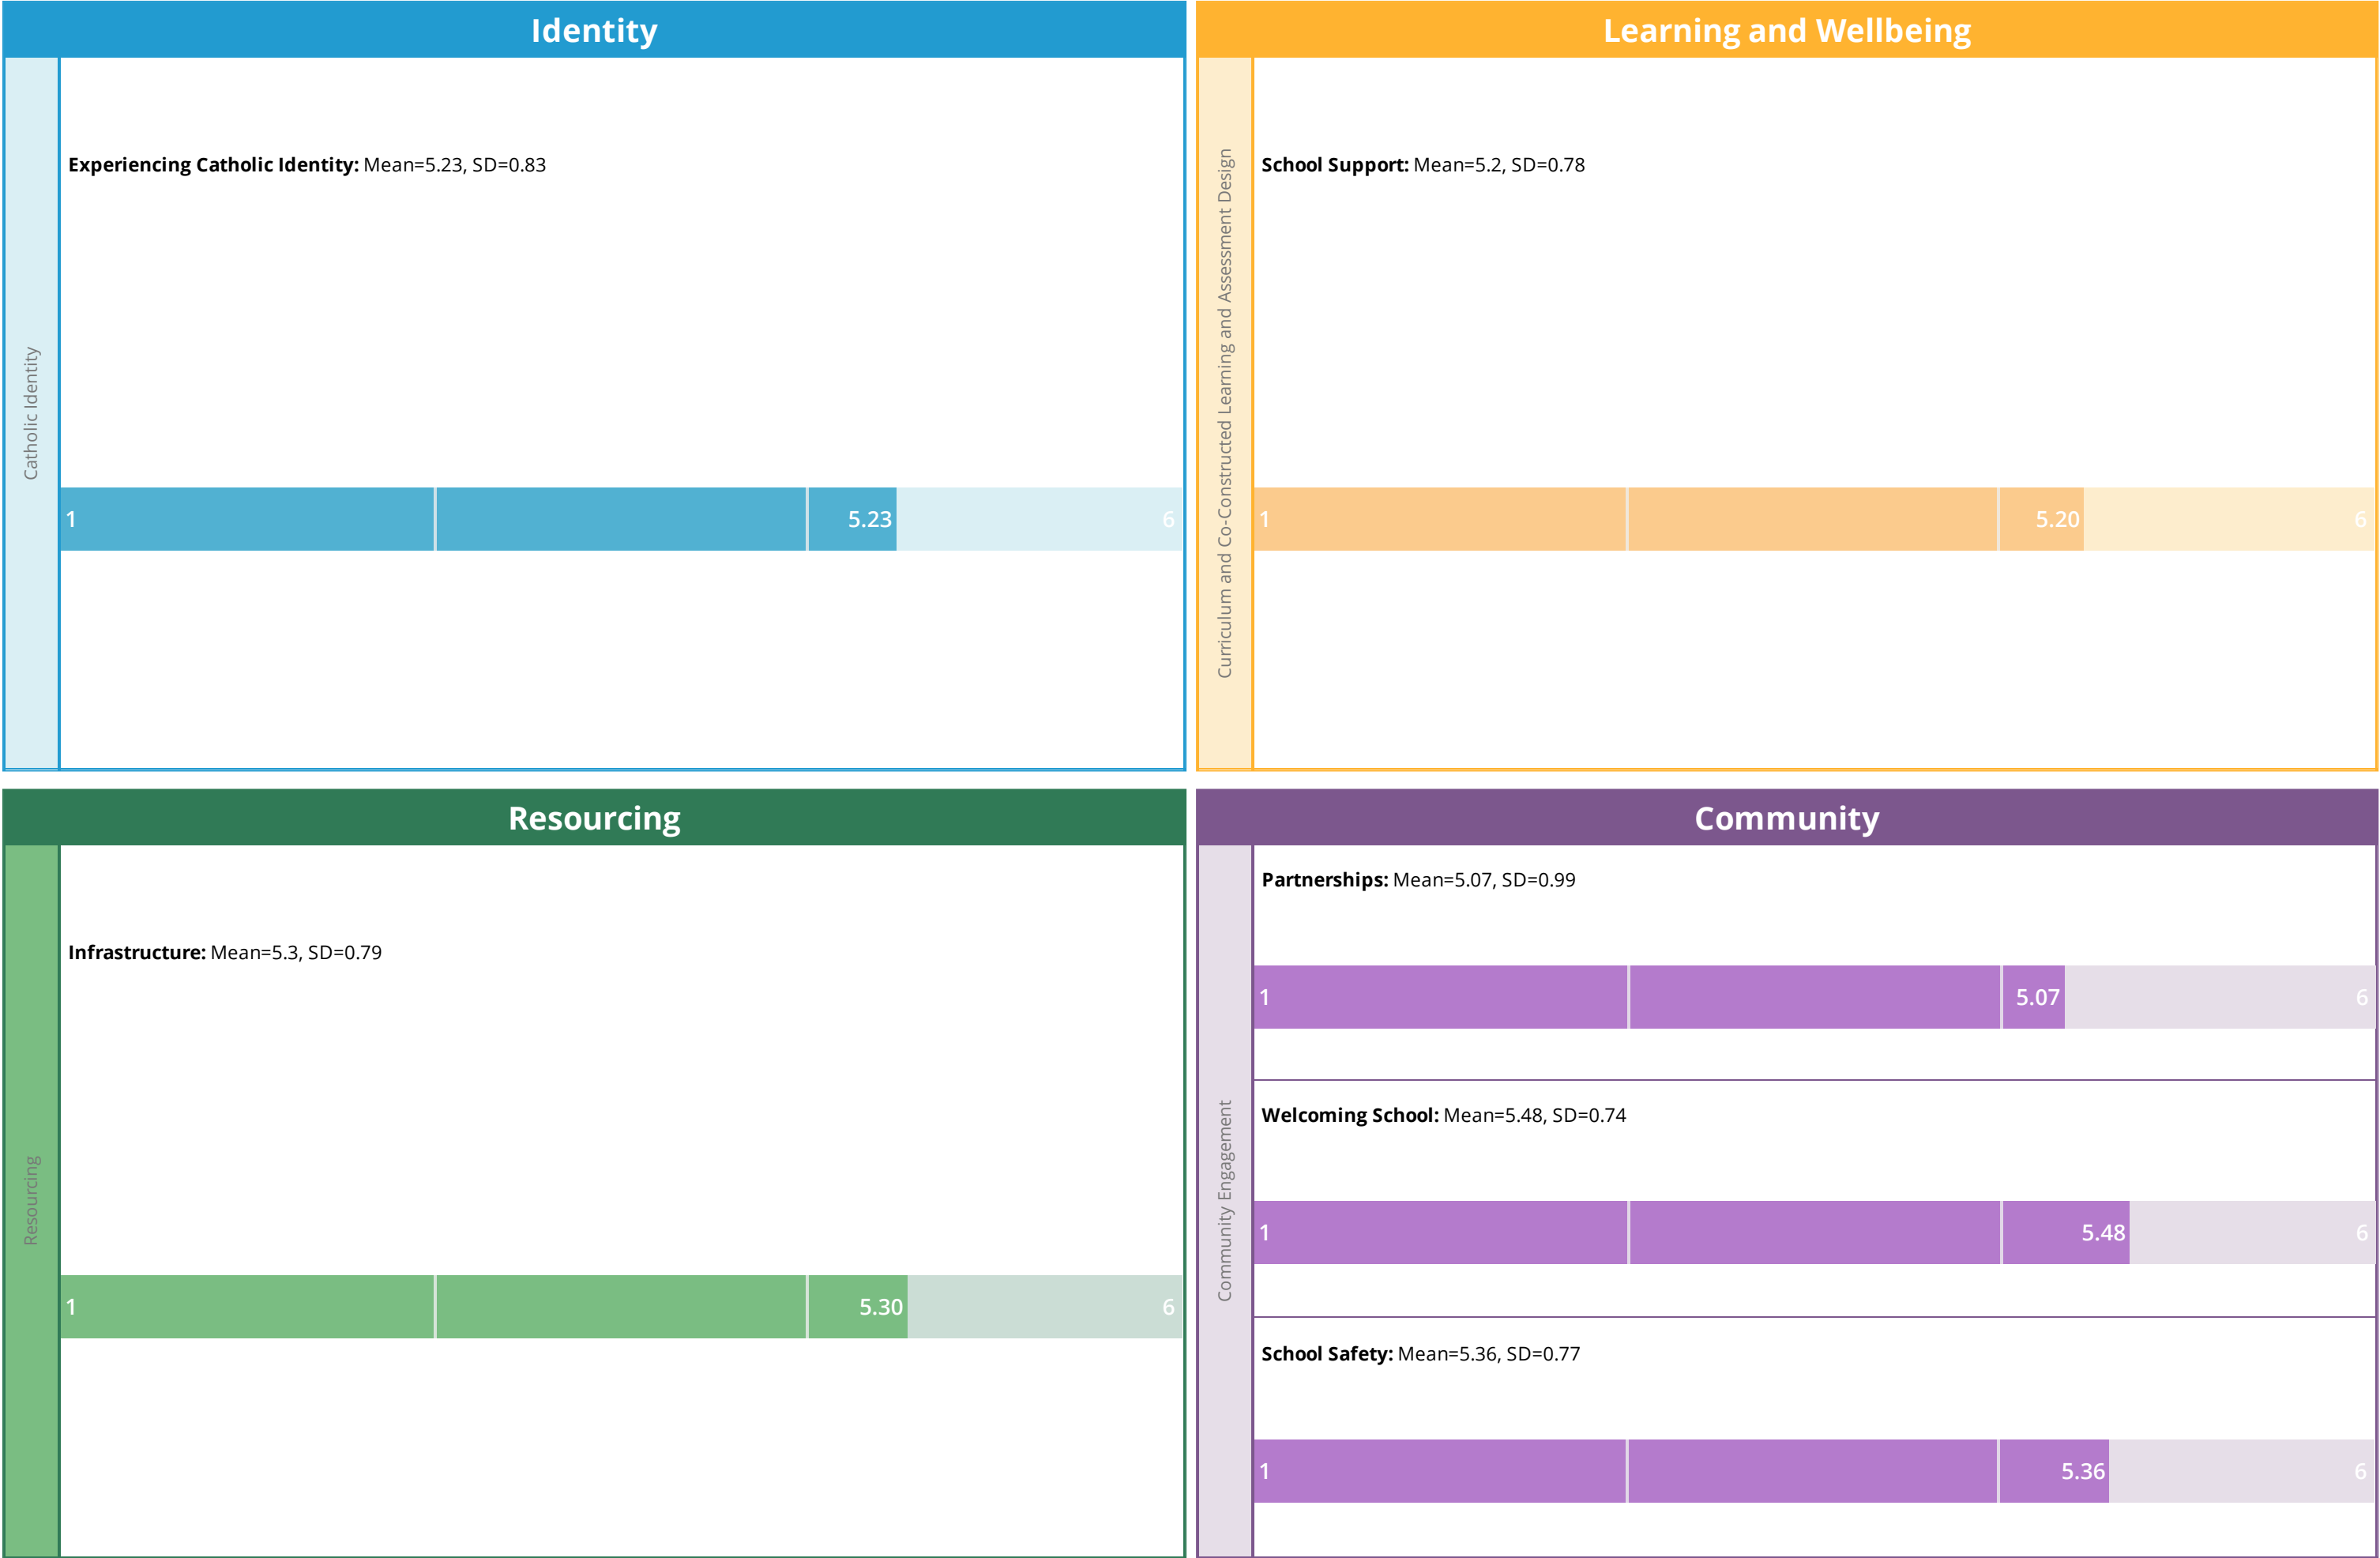 Identity
Catholic Identity
Experiencing Catholic Identity: Mean=5.23, SD=0.83
1 5.23 6
Learning and Wellbeing
Curriculum and Co-Constructed Learning and Assessment Design
School Support: Mean=5.2, SD=0.78
1 5.20 6
Resourcing
Resourcing
Infrastructure: Mean=5.3, SD=0.79
1 5.30 6
Community
Community Engagement
Partnerships: Mean=5.07, SD=0.99
1 5.07 6
Welcoming School: Mean=5.48, SD=0.74
1 5.48 6
School Safety: Mean=5.36, SD=0.77
1 5.36 6